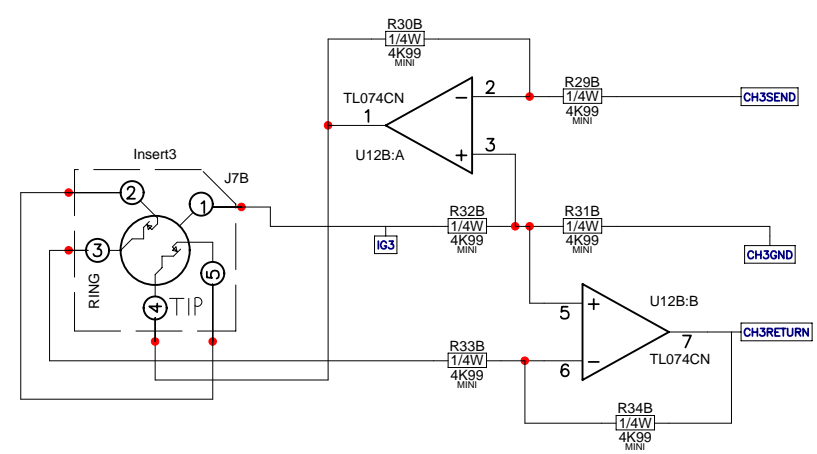 R30B
1/4W
4K99
MINI
TL074CN
2
R29B
1/4W
4K99
MINI
CH3SEND
1
U12B:A
3
Insert3
J7B
2
1
3
RING
4
TIP
5
IG3
R32B
1/4W
4K99
MINI
R31B
1/4W
4K99
MINI
CH3GND
U12B:B
5
7
CH3RETURN
6
TL074CN
R33B
1/4W
4K99
MINI
R34B
1/4W
4K99
MINI